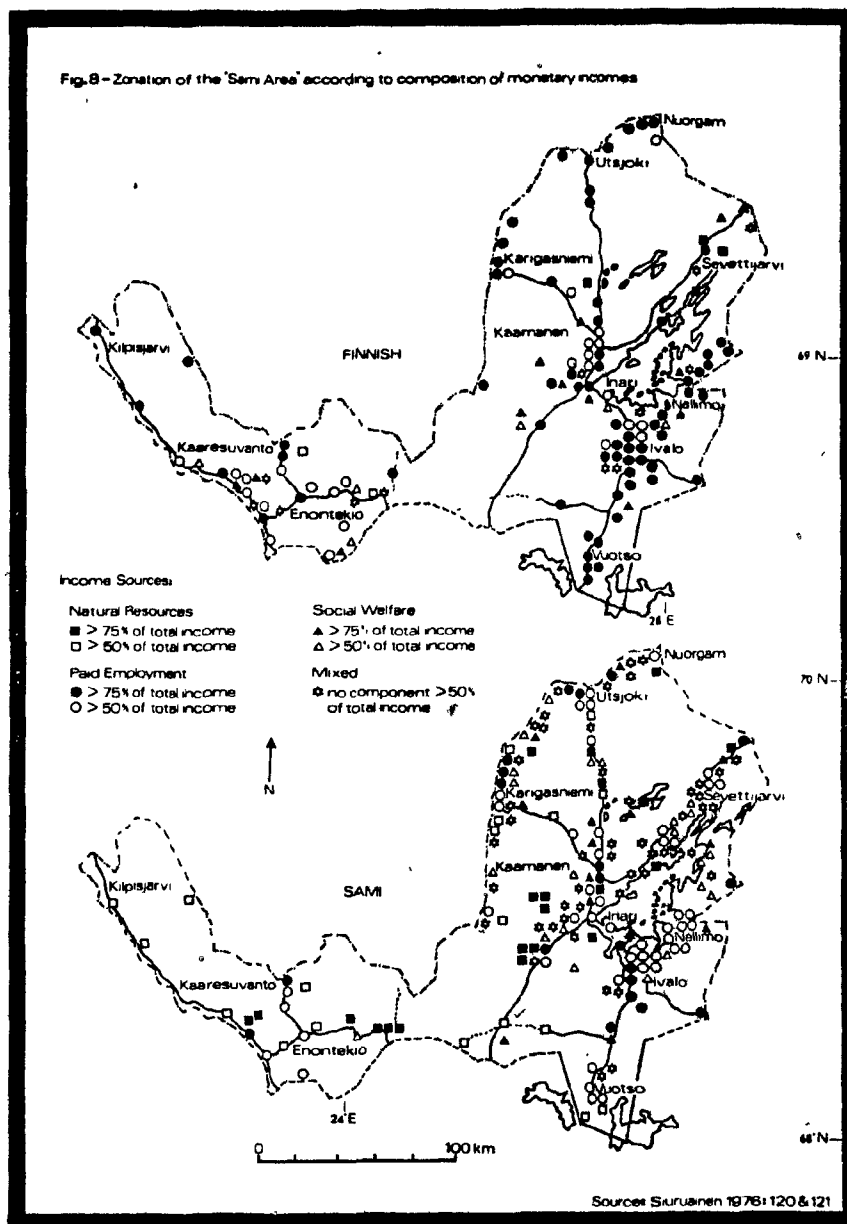 Fig. 8 – Zonation of the "Sami Area" according to composition of monetary incomes
Nuorgam
Utsjoki
Karigasniemi
Sevettijärvi
Kaamanen
Kilpisjärvi
FINNISH
69 N
Inari
Nellimo
Kaaresuvanto
Ivalo
Enontekio
Vuotso
28 E
Income Sources:
Natural Resources
■ > 75% of total income
□ > 50% of total income
Paid Employment
● > 75% of total income
○ > 50% of total income
Social Welfare
▲ > 75% of total income
△ > 50% of total income
Mixed
✡ no component > 50%
of total income
N
Nuorgam
70 N
Utsjoki
Karigasniemi
Sevettijärvi
Kaamanen
Kilpisjärvi
SAMI
Inari
Nellimo
Kaaresuvanto
Ivalo
Enontekio
Vuotso
24°E
68°N
0 100 km
Source: Siuruainen 1976: 120 & 121